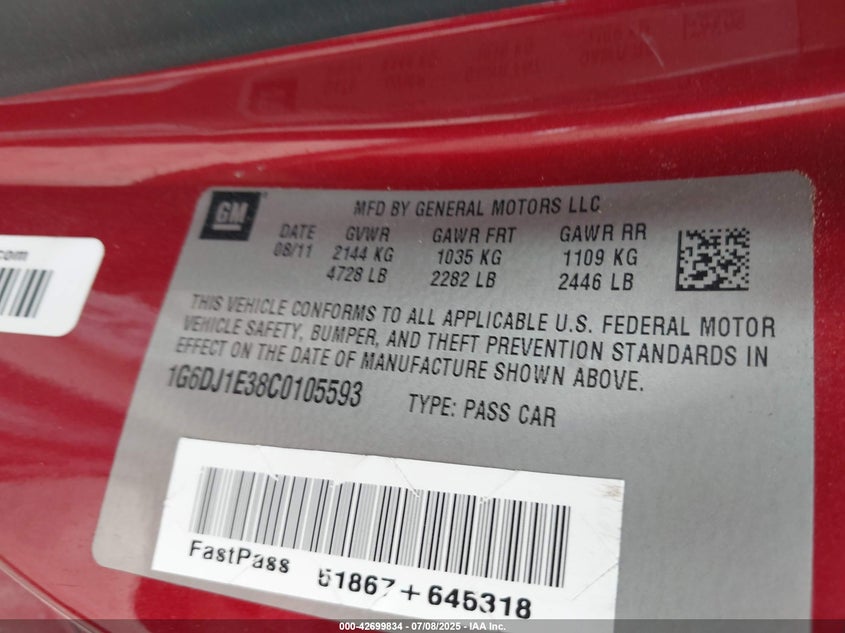 GM
MFD BY GENERAL MOTORS LLC
DATE GVWR GAWR FRT GAWR RR
08/11 2144 KG 1035 KG 1109 KG
4728 LB 2282 LB 2446 LB
.com
THIS VEHICLE CONFORMS TO ALL APPLICABLE U.S. FEDERAL MOTOR
VEHICLE SAFETY, BUMPER, AND THEFT PREVENTION STANDARDS IN
EFFECT ON THE DATE OF MANUFACTURE SHOWN ABOVE.
1G6DJ1E38C0105593 TYPE: PASS CAR
FastPass 51867+645318
000-42699834 | 07/08/2025 - IAA Inc.